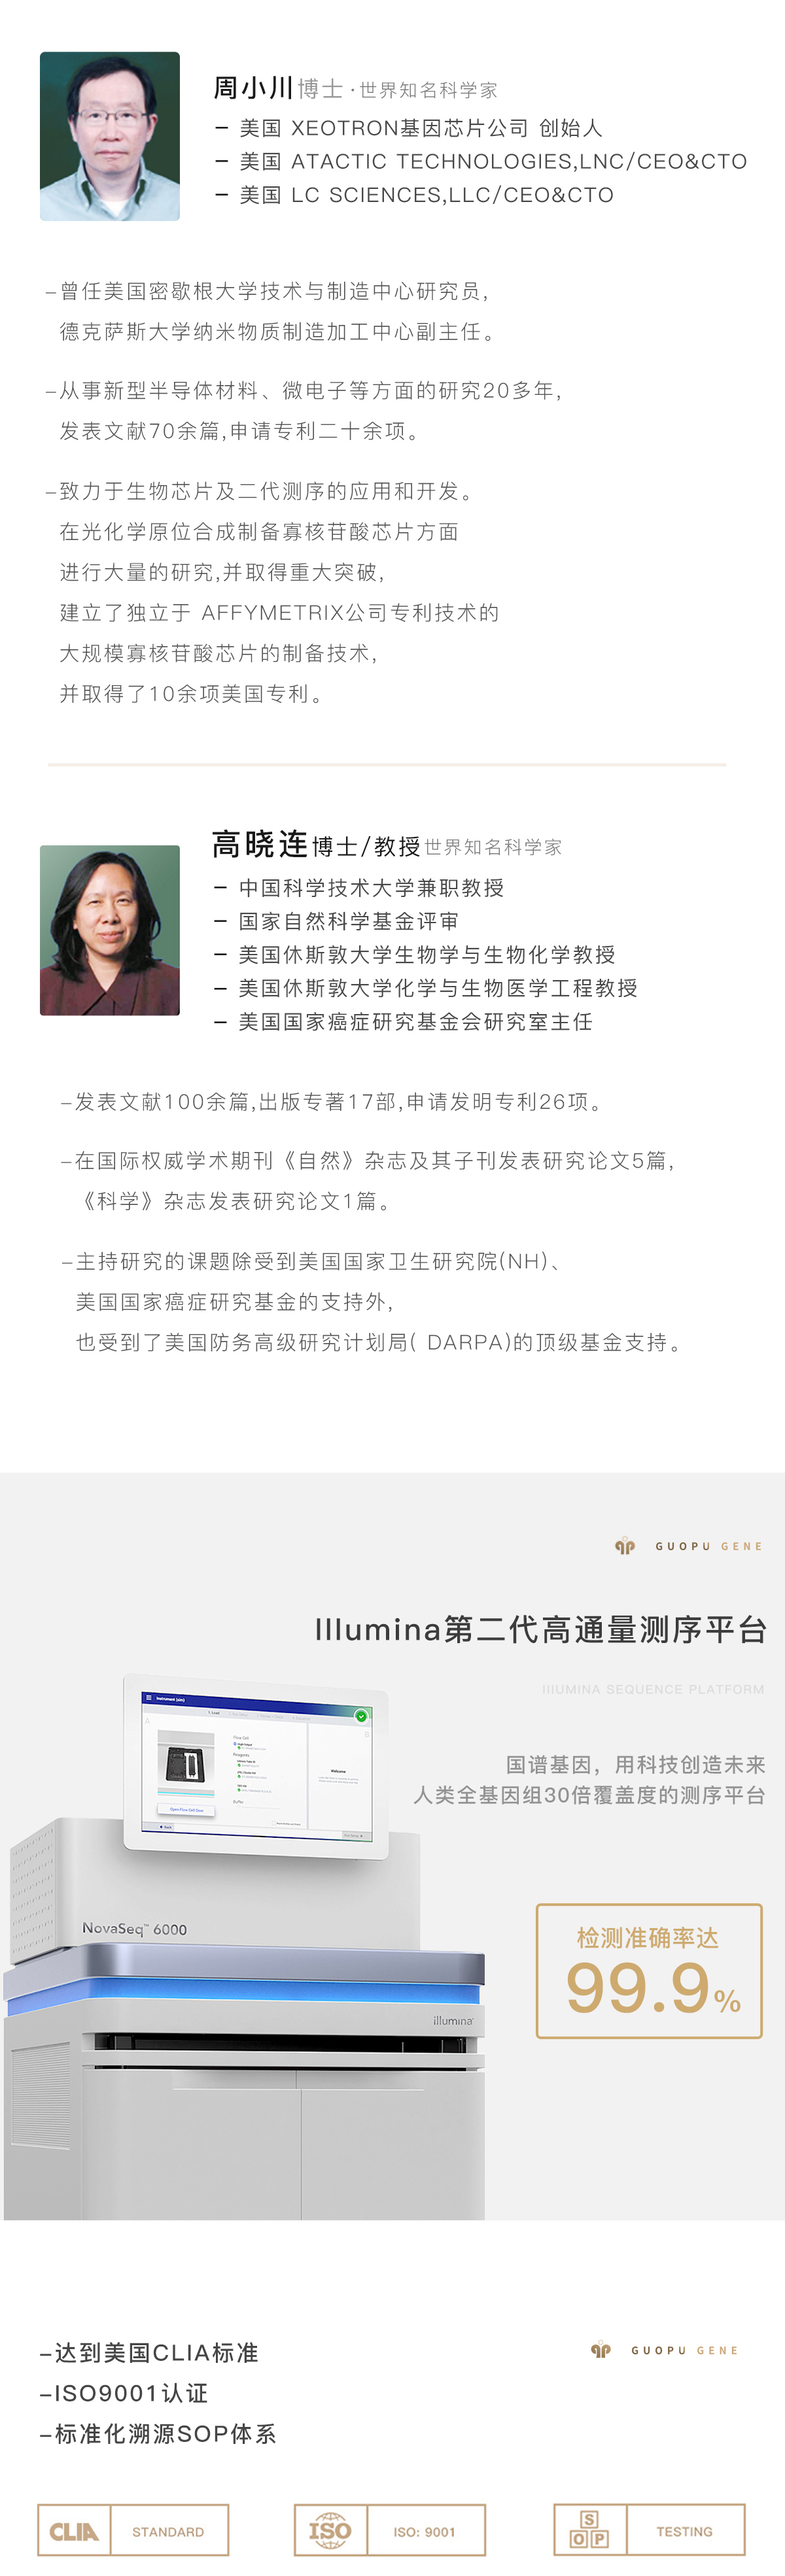 周小川博士·世界知名科学家
– 美国 XEOTRON基因芯片公司 创始人
– 美国 ATACTIC TECHNOLOGIES,LNC/CEO&CTO
– 美国 LC SCIENCES,LLC/CEO&CTO
–曾任美国密歇根大学技术与制造中心研究员,
德克萨斯大学纳米物质制造加工中心副主任。
–从事新型半导体材料、微电子等方面的研究20多年,
发表文献70余篇,申请专利二十余项。
–致力于生物芯片及二代测序的应用和开发。
在光化学原位合成制备寡核苷酸芯片方面
进行大量的研究,并取得重大突破,
建立了独立于 AFFYMETRIX公司专利技术的
大规模寡核苷酸芯片的制备技术,
并取得了10余项美国专利。
高晓连博士/教授世界知名科学家
– 中国科学技术大学兼职教授
– 国家自然科学基金评审
– 美国休斯敦大学生物学与生物化学教授
– 美国休斯敦大学化学与生物医学工程教授
– 美国国家癌症研究基金会研究室主任
–发表文献100余篇,出版专著17部,申请发明专利26项。
–在国际权威学术期刊《自然》杂志及其子刊发表研究论文5篇,
《科学》杂志发表研究论文1篇。
–主持研究的课题除受到美国国家卫生研究院(NH)、
美国国家癌症研究基金的支持外,
也受到了美国防务高级研究计划局( DARPA)的顶级基金支持。
GUOPU GENE
Illumina第二代高通量测序平台
IIIUMINA SEQUENCE PLATFORM
国谱基因，用科技创造未来
人类全基因组30倍覆盖度的测序平台
Welcome
NovaSeq™ 6000
illumina
检测准确率达
99.9%
–达到美国CLIA标准
GUOPU GENE
–ISO9001认证
–标准化溯源SOP体系
CLIA STANDARD
ISO ISO: 9001
SOP TESTING